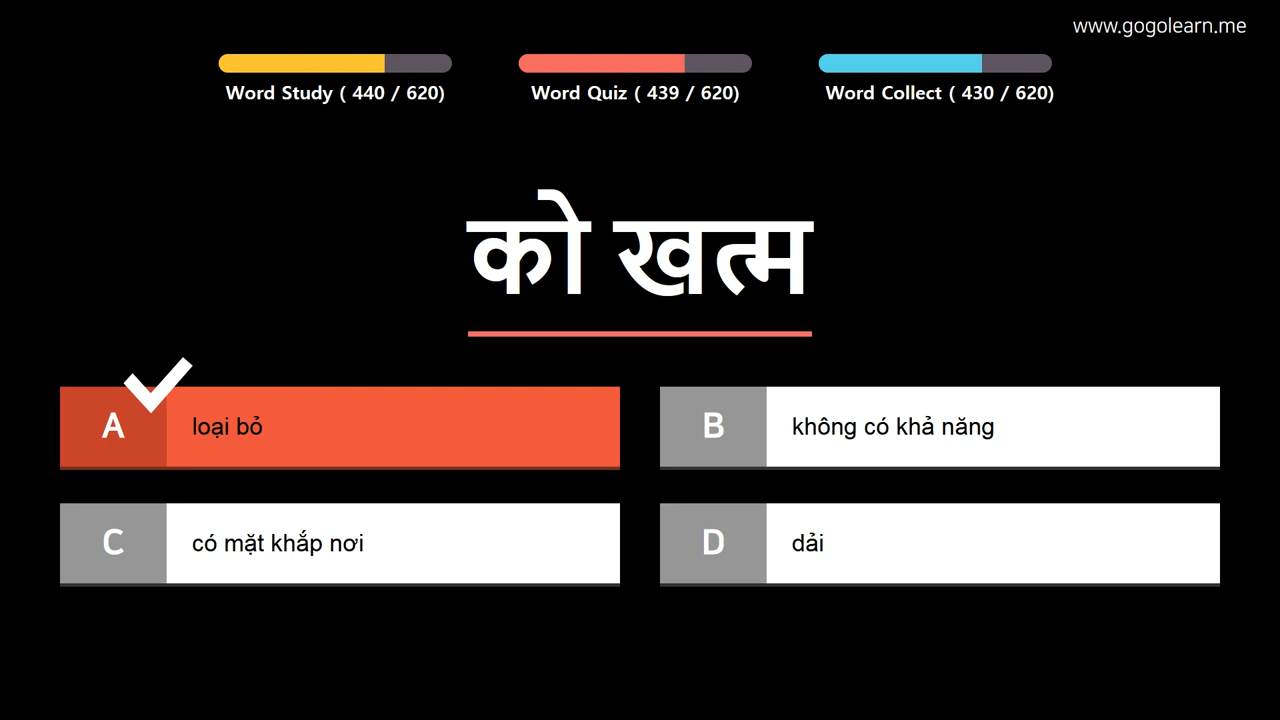 www.gogolearn.me
Word Study ( 440 / 620)
Word Quiz ( 439 / 620)
Word Collect ( 430 / 620)
को खत्म
A
loại bỏ
B
không có khả năng
C
có mặt khắp nơi
D
dải